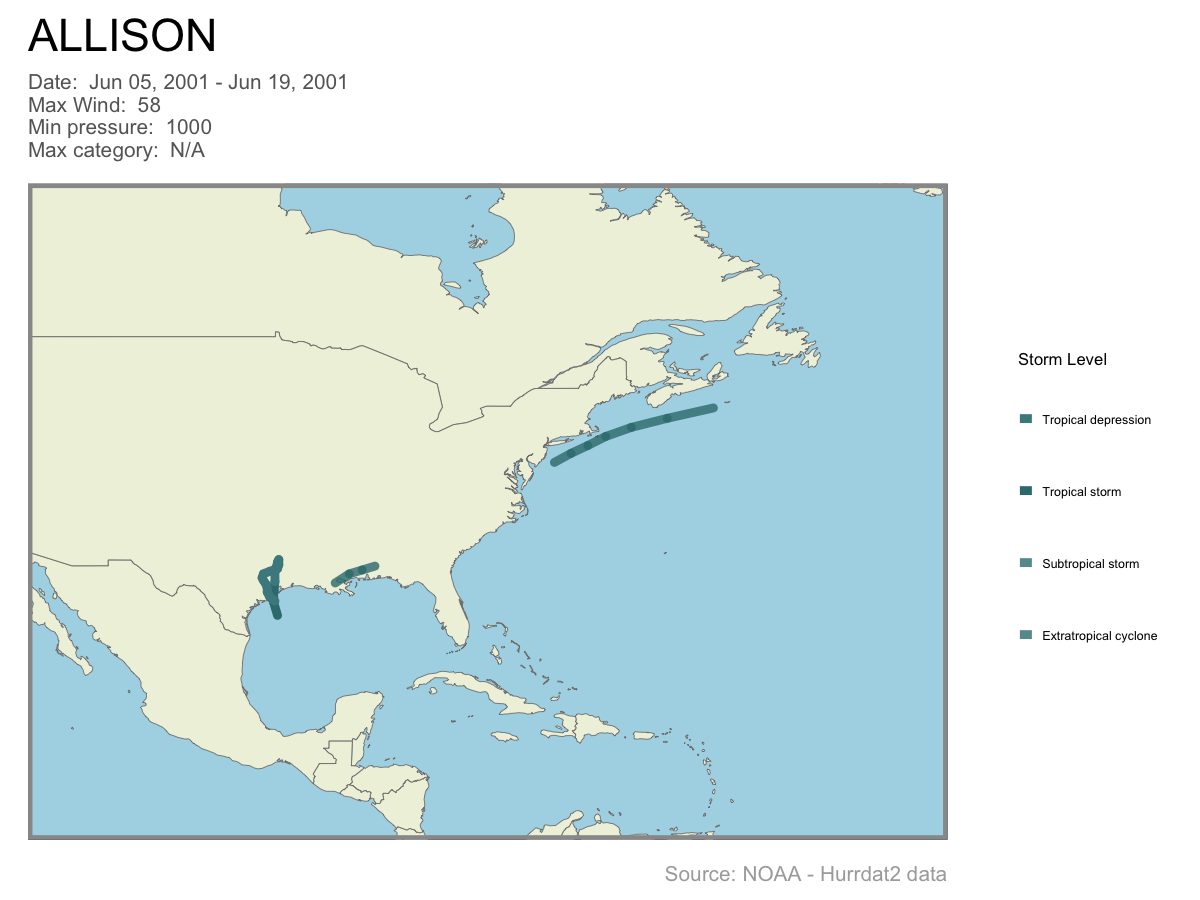 ALLISON
Date:  Jun 05, 2001 - Jun 19, 2001
Max Wind:  58
Min pressure:  1000
Max category:  N/A
Storm Level
Tropical depression
Tropical storm
Subtropical storm
Extratropical cyclone
Source: NOAA - Hurrdat2 data